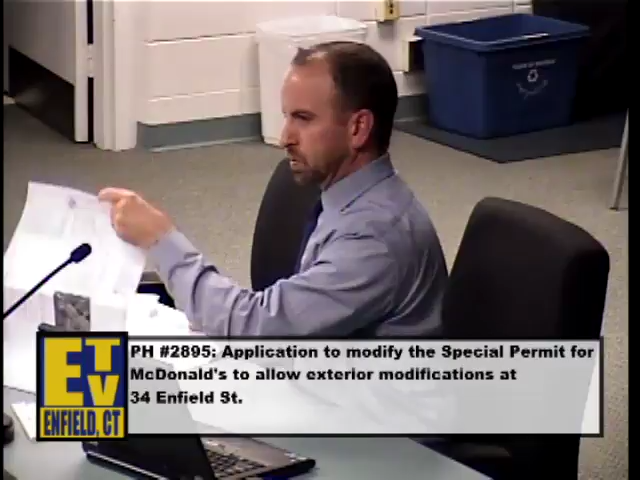 E TV
ENFIELD, CT
PH #2895: Application to modify the Special Permit for
McDonald's to allow exterior modifications at
34 Enfield St.